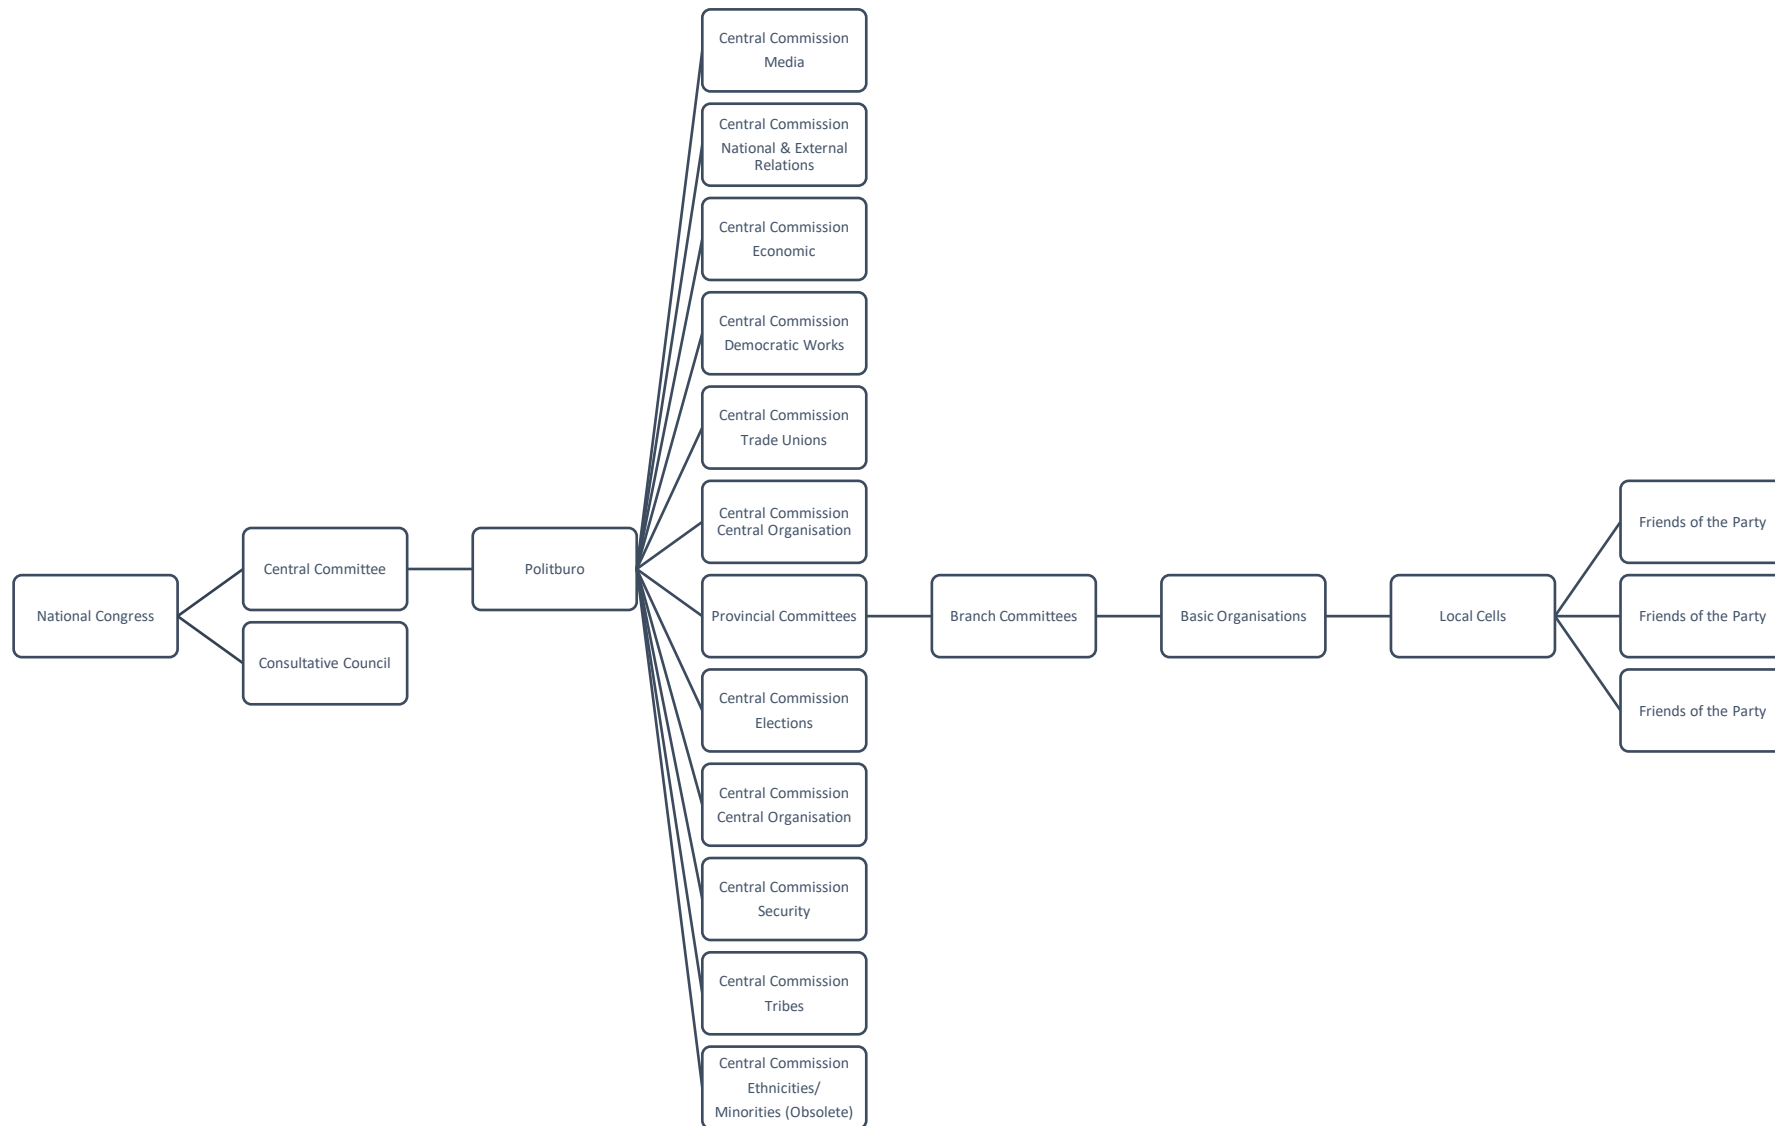 National Congress
Central Committee
Consultative Council
Politburo
Central Commission
Media
Central Commission
National & External
Relations
Central Commission
Economic
Central Commission
Democratic Works
Central Commission
Trade Unions
Central Commission
Central Organisation
Provincial Committees
Central Commission
Elections
Central Commission
Central Organisation
Central Commission
Security
Central Commission
Tribes
Central Commission
Ethnicities/
Minorities (Obsolete)
Branch Committees
Basic Organisations
Local Cells
Friends of the Party
Friends of the Party
Friends of the Party